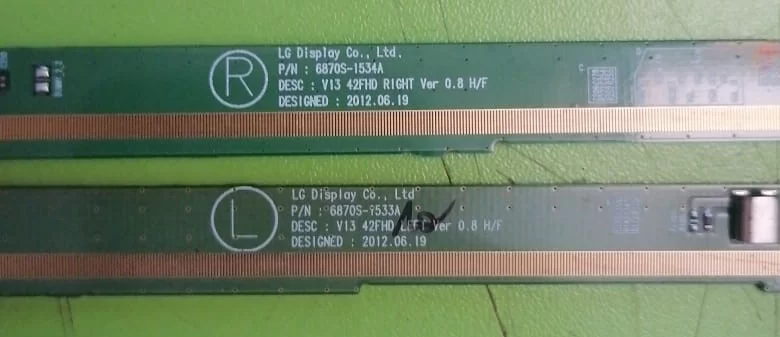 R
LG Display Co., Ltd.
P/N : 6870S-1534A
DESC : V13 42FHD RIGHT Ver 0.8 H/F
DESIGNED : 2012.06.19
L
LG Display Co., Ltd
P/N : 6870S-1533A
DESC : V13 42FHD LEFT Ver 0.8 H/F
DESIGNED : 2012.06.19